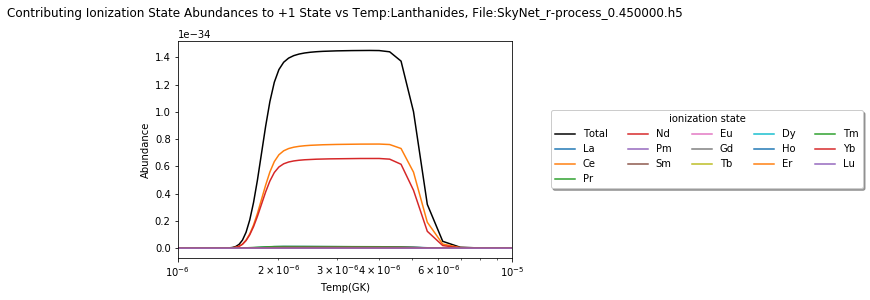 Contributing Ionization State Abundances to +1 State vs Temp:Lanthanides, File:SkyNet_r-process_0.450000.h5
1e−34
1.4
1.2
1.0
0.8
0.6
0.4
0.2
0.0
Abundance
10⁻⁶
2 × 10⁻⁶
3 × 10⁻⁶
4 × 10⁻⁶
6 × 10⁻⁶
10⁻⁵
Temp(GK)
ionization state
Total Nd Eu Dy Tm
La Pm Gd Ho Yb
Ce Sm Tb Er Lu
Pr